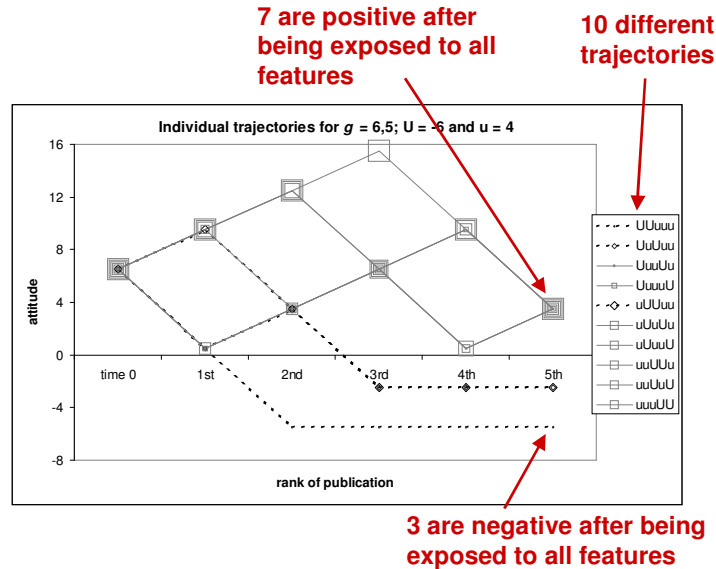 7 are positive after
being exposed to all
features
10 different
trajectories
Individual trajectories for g = 6,5; U = -6 and u = 4
16
12
8
4
0
-4
-8
attitude
time 0 1st 2nd 3rd 4th 5th
rank of publication
UUuuu
UuUuu
UuuUu
UuuuU
uUUuu
uUuUu
uUuuU
uuUUu
uuUuU
uuuUU
3 are negative after being
exposed to all features